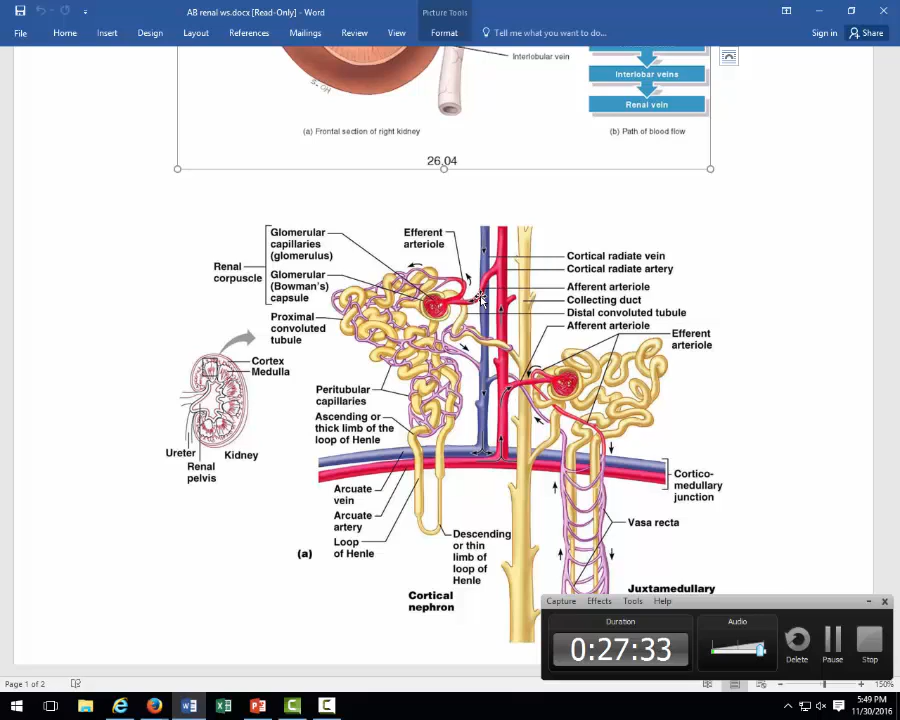 AB renal ws.docx [Read-Only] - Word
Picture Tools
File
Home
Insert
Design
Layout
References
Mailings
Review
View
Format
Tell me what you want to do...
Sign in
Share
Interlobular vein
Interlobar veins
Renal vein
(a) Frontal section of right kidney
(b) Path of blood flow
26.04
Glomerular
capillaries
(glomerulus)
Efferent
arteriole
Renal
corpuscle
Glomerular
(Bowman's)
capsule
Proximal
convoluted
tubule
Cortical radiate vein
Cortical radiate artery
Afferent arteriole
Collecting duct
Distal convoluted tubule
Afferent arteriole
Efferent
arteriole
Cortex
Medulla
Peritubular
capillaries
Ascending or
thick limb of the
loop of Henle
Ureter
Renal
pelvis
Kidney
Arcuate
vein
Arcuate
artery
Loop
of Henle
(a)
Descending
or thin
limb of
loop of
Henle
Cortical
nephron
Cortico-
medullary
junction
Vasa recta
Juxtamedullary
Capture
Effects
Tools
Help
Duration
0:27:33
Audio
Delete
Pause
Stop
Page 1 of 2
150%
5:49 PM
11/30/2016